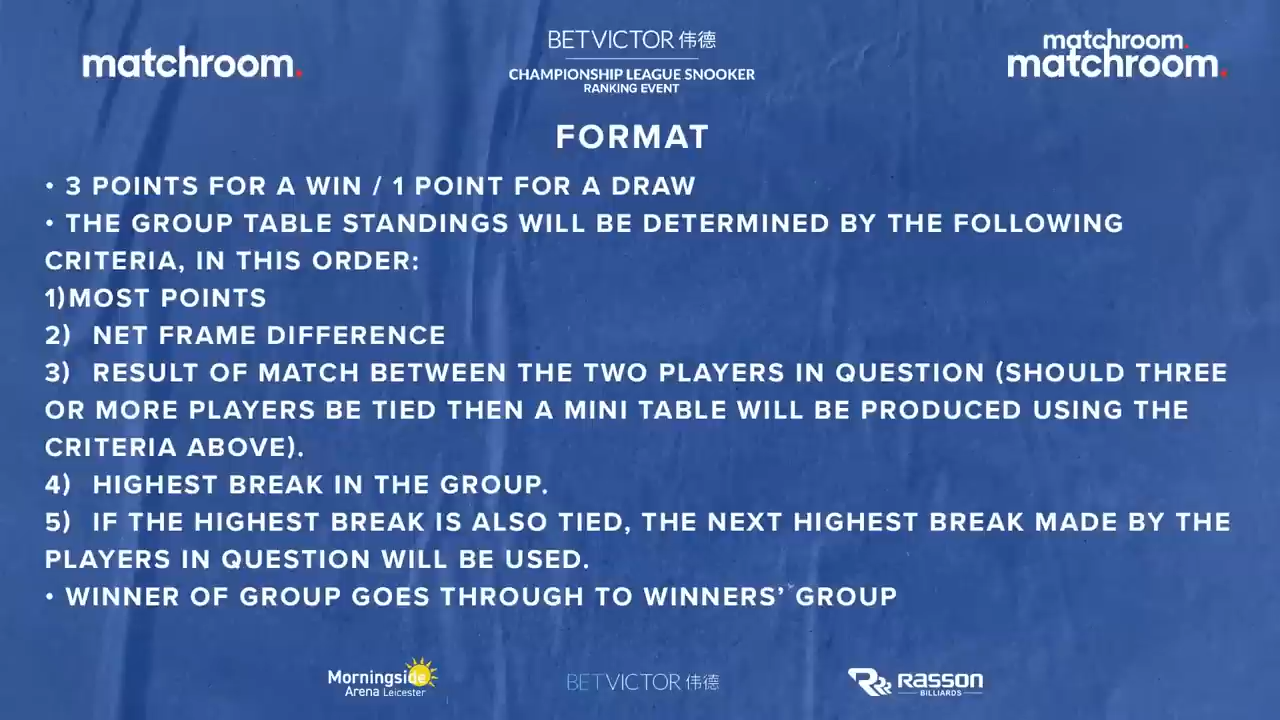 matchroom.
BETVICTOR 伟德
CHAMPIONSHIP LEAGUE SNOOKER
RANKING EVENT
matchroom.
matchroom.
FORMAT
• 3 POINTS FOR A WIN / 1 POINT FOR A DRAW
• THE GROUP TABLE STANDINGS WILL BE DETERMINED BY THE FOLLOWING
CRITERIA, IN THIS ORDER:
1)MOST POINTS
2) NET FRAME DIFFERENCE
3) RESULT OF MATCH BETWEEN THE TWO PLAYERS IN QUESTION (SHOULD THREE
OR MORE PLAYERS BE TIED THEN A MINI TABLE WILL BE PRODUCED USING THE
CRITERIA ABOVE).
4) HIGHEST BREAK IN THE GROUP.
5) IF THE HIGHEST BREAK IS ALSO TIED, THE NEXT HIGHEST BREAK MADE BY THE
PLAYERS IN QUESTION WILL BE USED.
• WINNER OF GROUP GOES THROUGH TO WINNERS’ GROUP
Morningside
Arena Leicester
BETVICTOR 伟德
RASSON
BILLIARDS